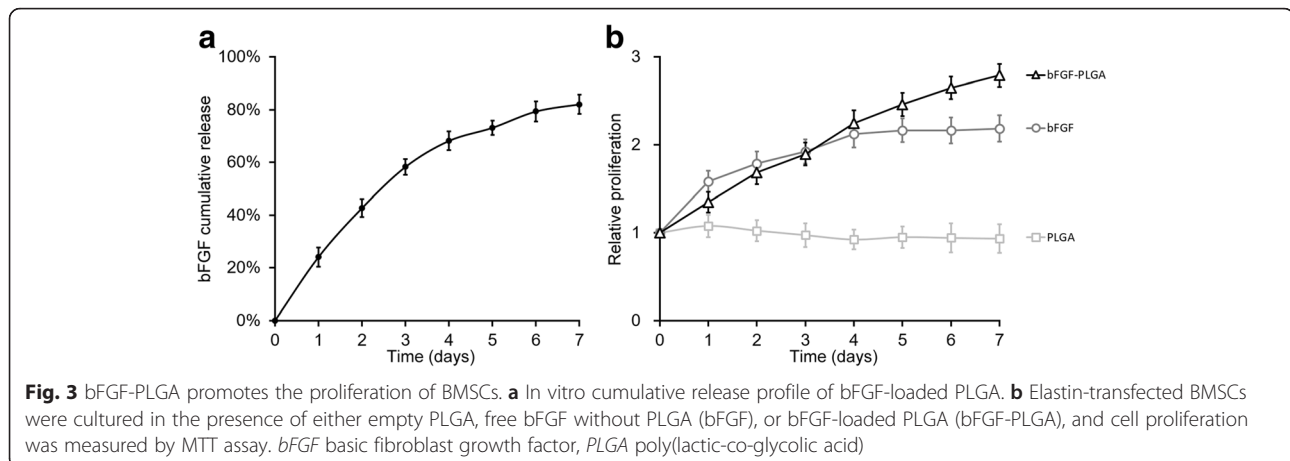 a
100%
80%
60%
40%
20%
0%
bFGF cumulative release
0 1 2 3 4 5 6 7
Time (days)
b
3
2
1
0
Relative proliferation
0 1 2 3 4 5 6 7
Time (days)
bFGF-PLGA
bFGF
PLGA
Fig. 3 bFGF-PLGA promotes the proliferation of BMSCs. a In vitro cumulative release profile of bFGF-loaded PLGA. b Elastin-transfected BMSCs
were cultured in the presence of either empty PLGA, free bFGF without PLGA (bFGF), or bFGF-loaded PLGA (bFGF-PLGA), and cell proliferation
was measured by MTT assay. bFGF basic fibroblast growth factor, PLGA poly(lactic-co-glycolic acid)